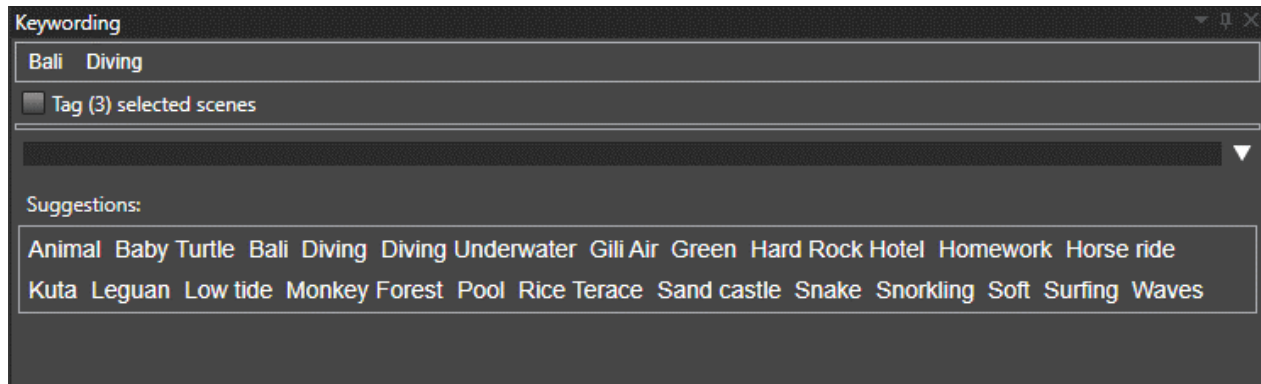 Keywording
Bali Diving
Tag (3) selected scenes
Suggestions:
Animal Baby Turtle Bali Diving Diving Underwater Gili Air Green Hard Rock Hotel Homework Horse ride
Kuta Leguan Low tide Monkey Forest Pool Rice Terace Sand castle Snake Snorkling Soft Surfing Waves